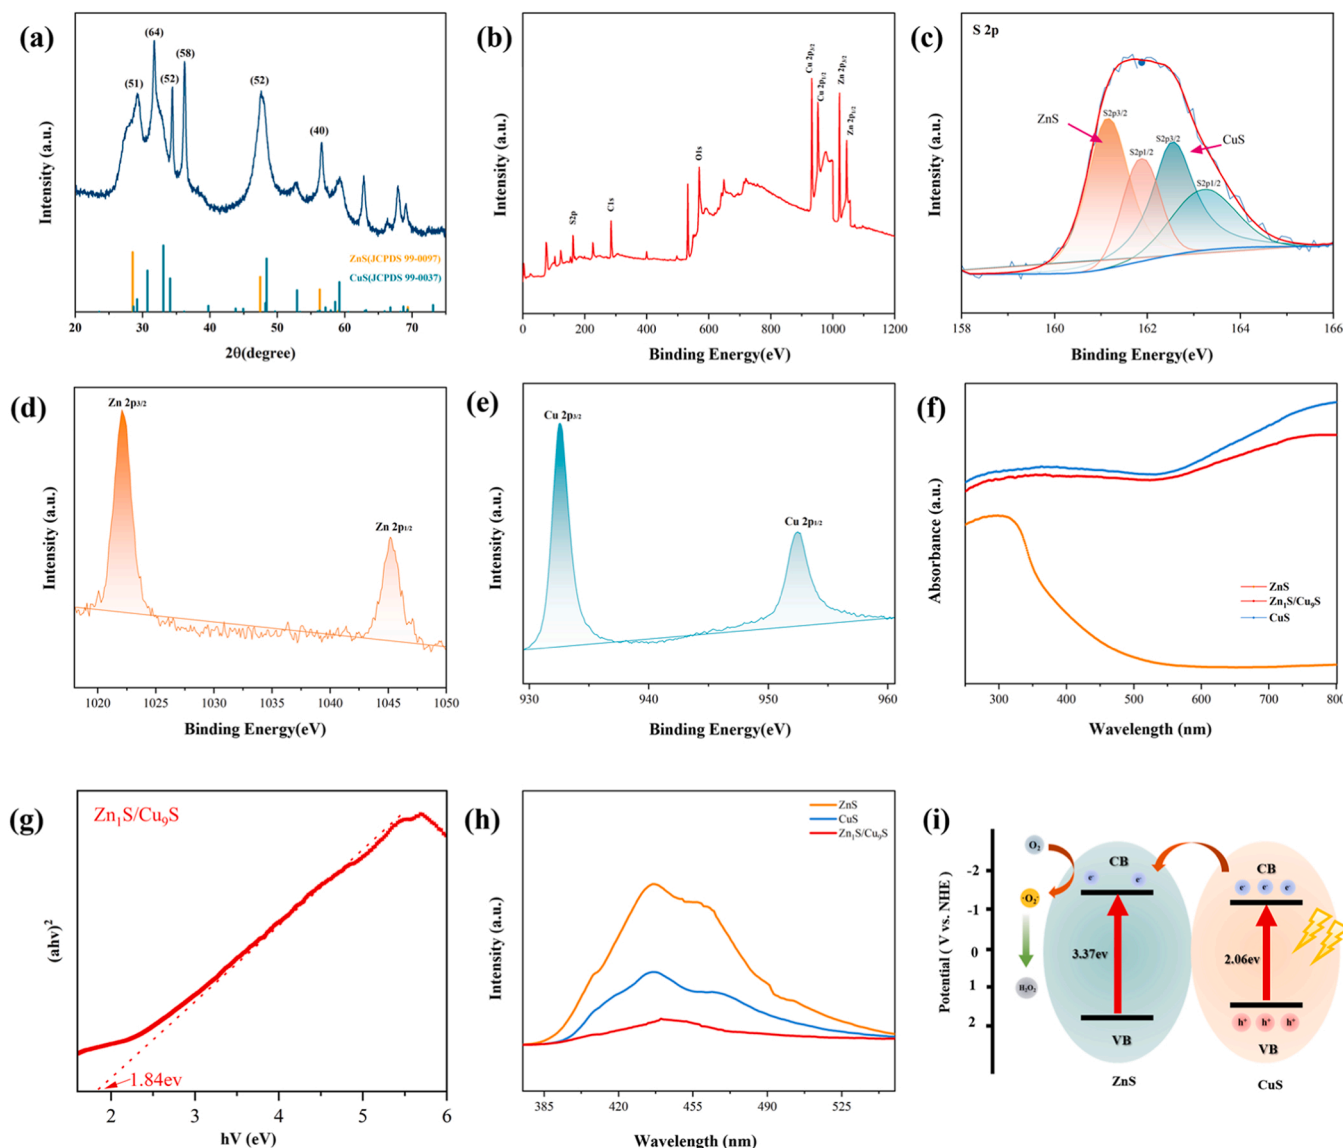 (a)
(51)
(64)
(52)
(58)
(52)
(40)
ZnS(JCPDS 99-0097)
CuS(JCPDS 99-0037)
Intensity (a.u.)
20 30 40 50 60 70
2θ(degree)
(b)
S2p
C1s
O1s
Cu 2p3/2
Cu 2p1/2
Zn 2p3/2
Zn 2p1/2
Intensity (a.u.)
0 200 400 600 800 1000 1200
Binding Energy(eV)
(c)
S 2p
ZnS
S2p3/2
S2p1/2
S2p3/2
CuS
S2p1/2
Intensity (a.u.)
158 160 162 164 166
Binding Energy(eV)
(d)
Zn 2p3/2
Zn 2p1/2
Intensity (a.u.)
1020 1025 1030 1035 1040 1045 1050
Binding Energy(eV)
(e)
Cu 2p3/2
Cu 2p1/2
Intensity (a.u.)
930 940 950 960
Binding Energy(eV)
(f)
ZnS
Zn₁S/Cu₉S
CuS
Absorbance (a.u.)
300 400 500 600 700 800
Wavelength (nm)
(g)
Zn₁S/Cu₉S
1.84ev
(ahv)²
2 3 4 5 6
hV (eV)
(h)
ZnS
CuS
Zn₁S/Cu₉S
Intensity (a.u.)
385 420 455 490 525
Wavelength (nm)
(i)
Potential ( V vs. NHE)
-2
-1
0
1
2
O₂
·O₂⁻
H₂O₂
CB
e⁻ e⁻
3.37ev
VB
ZnS
CB
e⁻ e⁻ e⁻
2.06ev
h⁺ h⁺ h⁺
VB
CuS